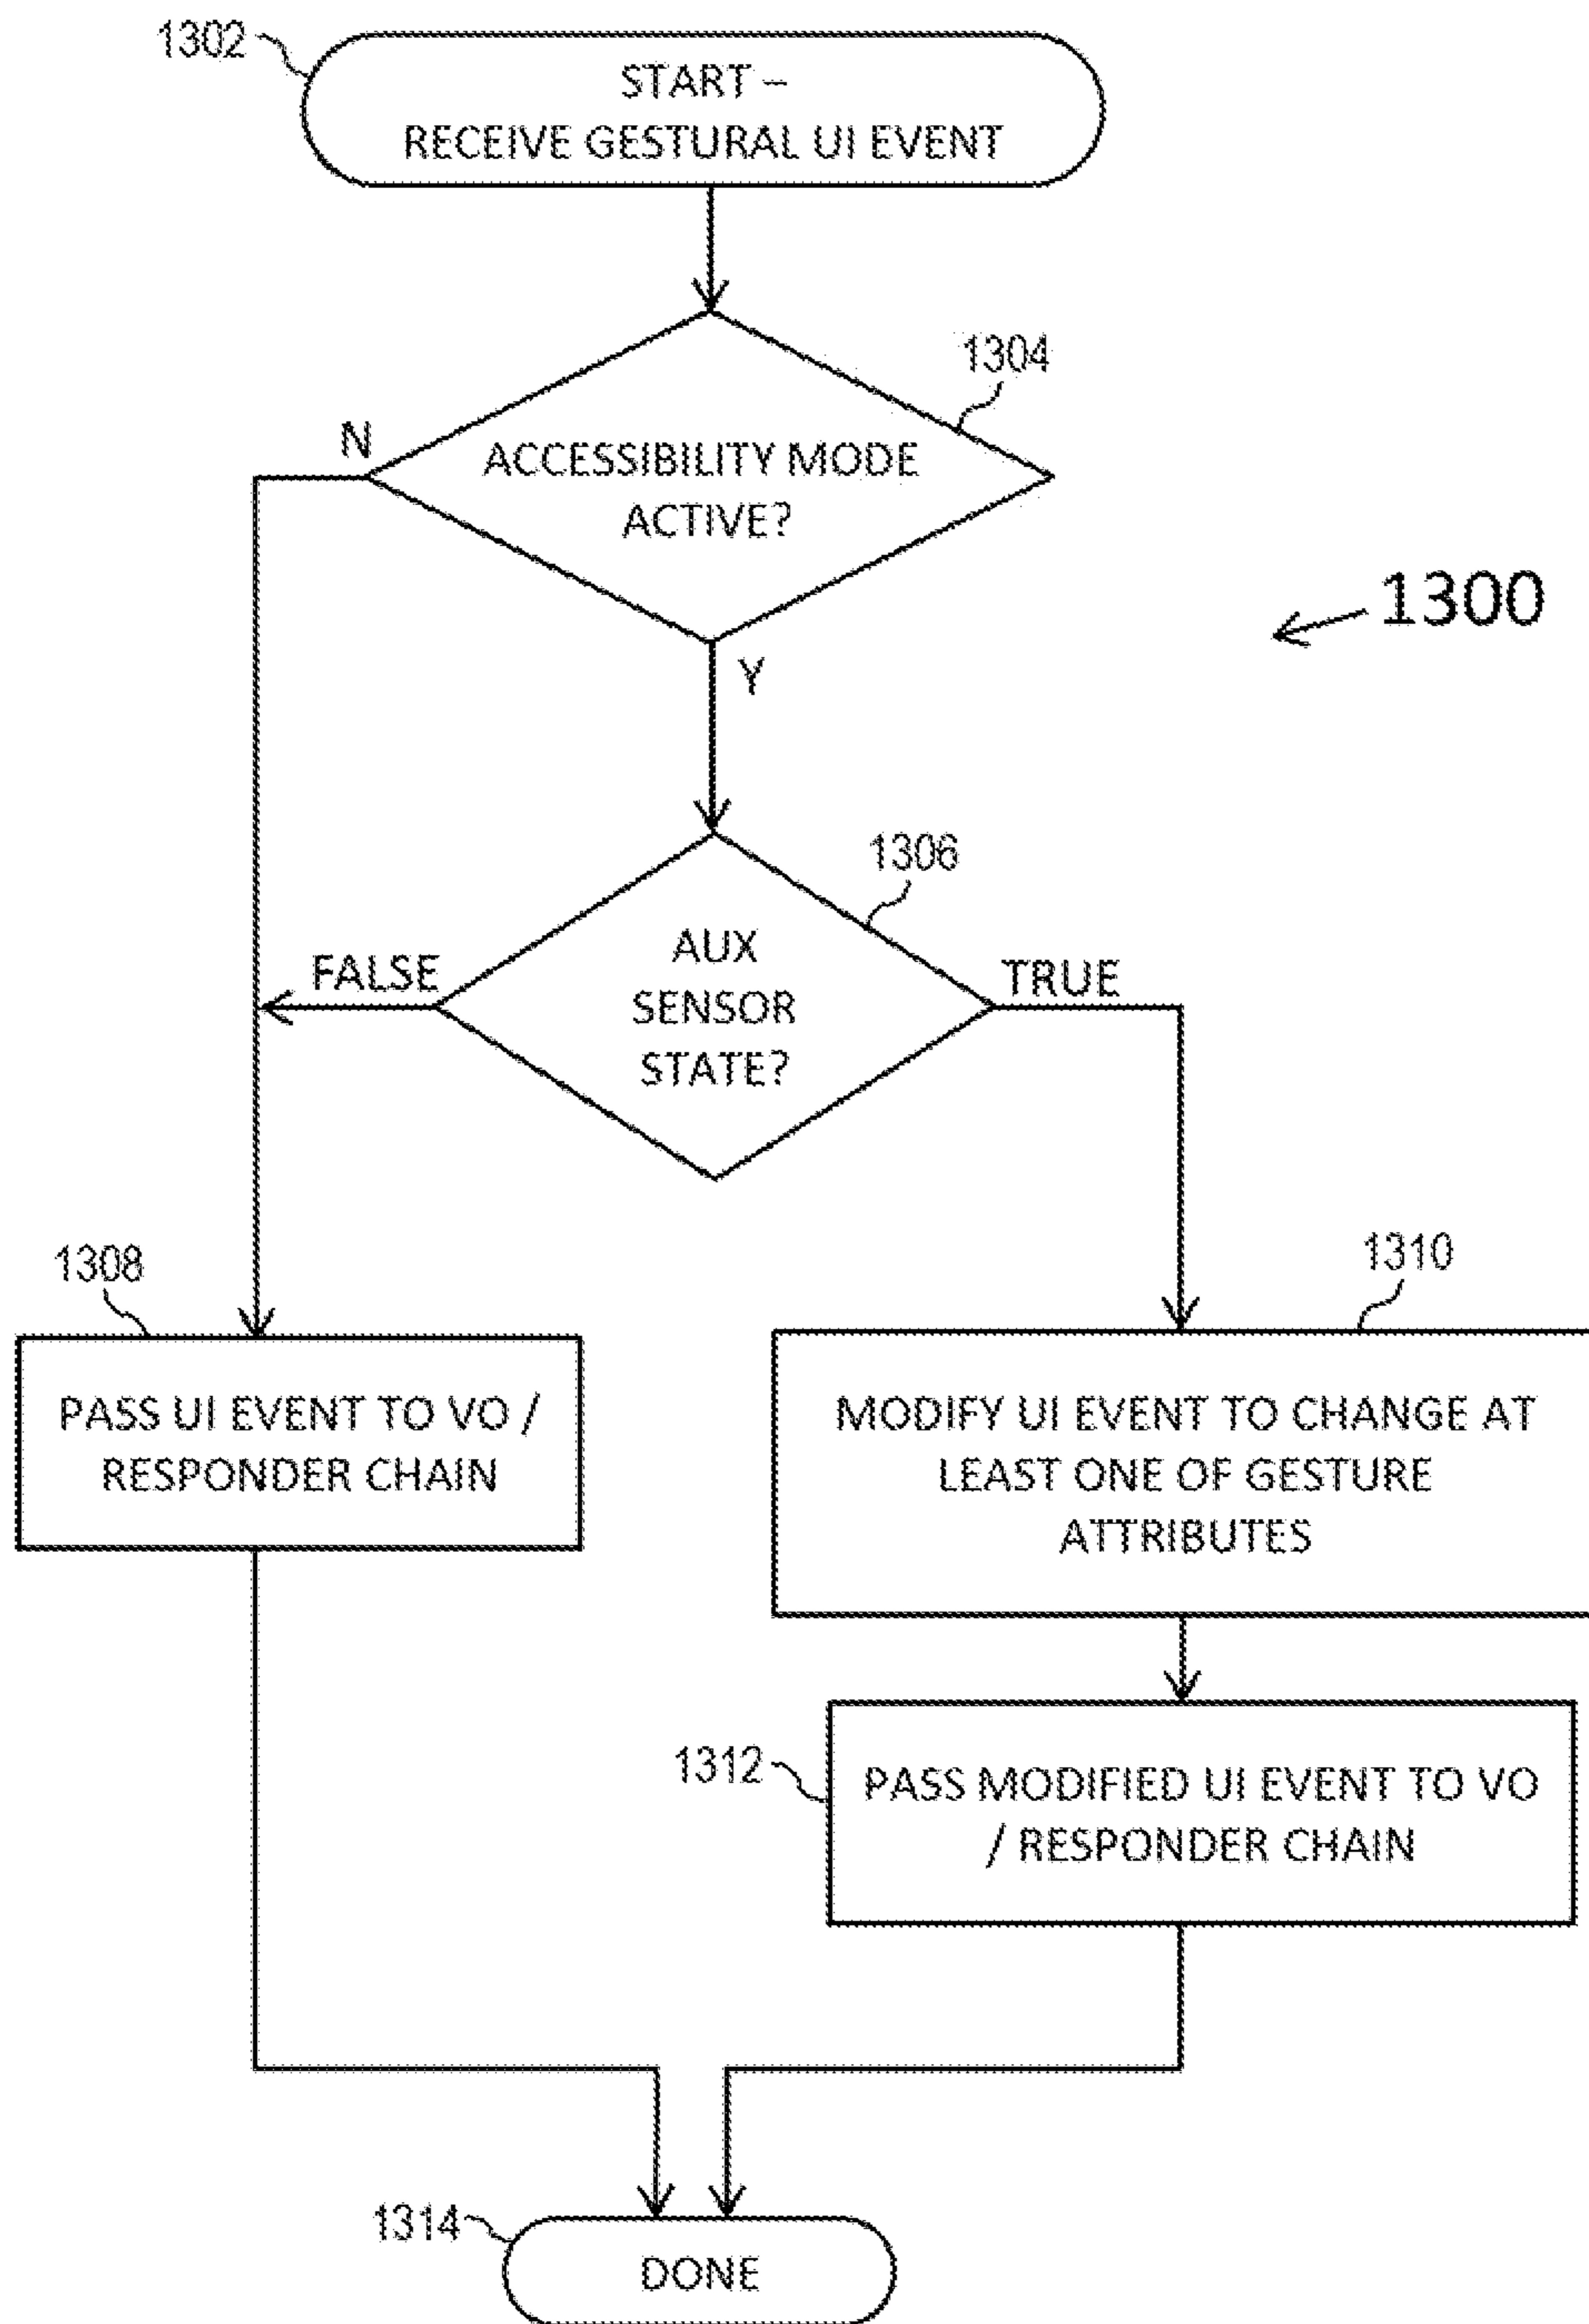 1302
START –
RECEIVE GESTURAL UI EVENT
1304
N
ACCESSIBILITY MODE
ACTIVE?
1300
Y
1306
FALSE
AUX
SENSOR
STATE?
TRUE
1308
1310
PASS UI EVENT TO VO /
RESPONDER CHAIN
MODIFY UI EVENT TO CHANGE AT
LEAST ONE OF GESTURE
ATTRIBUTES
1312
PASS MODIFIED UI EVENT TO VO
/ RESPONDER CHAIN
1314
DONE